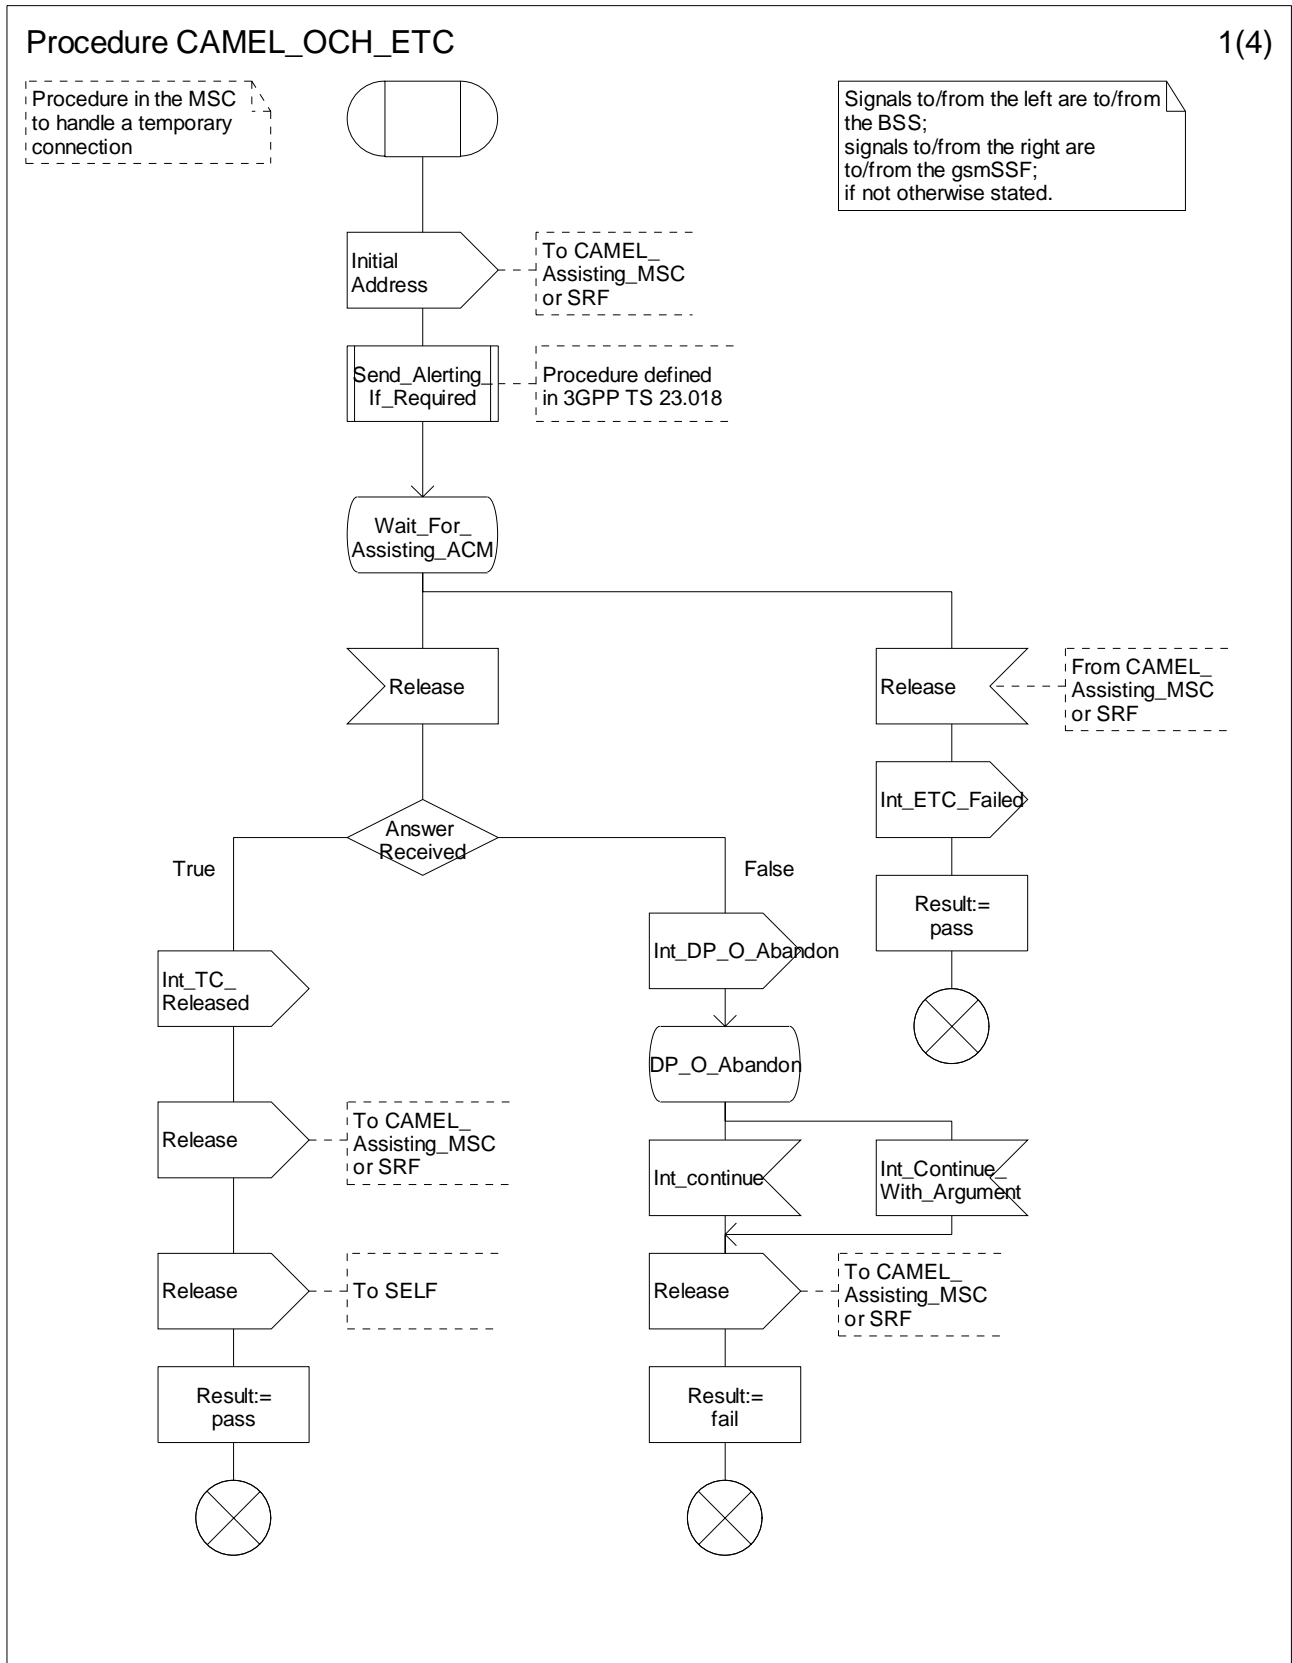 Procedure CAMEL_OCH_ETC
1(4)
Procedure in the MSC
to handle a temporary
connection
Signals to/from the left are to/from
the BSS;
signals to/from the right are
to/from the gsmSSF;
if not otherwise stated.
Initial
Address
To CAMEL_
Assisting_MSC
or SRF
Send_Alerting_
If_Required
Procedure defined
in 3GPP TS 23.018
Wait_For_
Assisting_ACM
Release
Release
From CAMEL_
Assisting_MSC
or SRF
Int_ETC_Failed
Answer
Received
True
False
Result:=
pass
Int_DP_O_Abandon
Int_TC_
Released
DP_O_Abandon
Release
To CAMEL_
Assisting_MSC
or SRF
Int_continue
Int_Continue_
With_Argument
Release
To SELF
Release
To CAMEL_
Assisting_MSC
or SRF
Result:=
pass
Result:=
fail